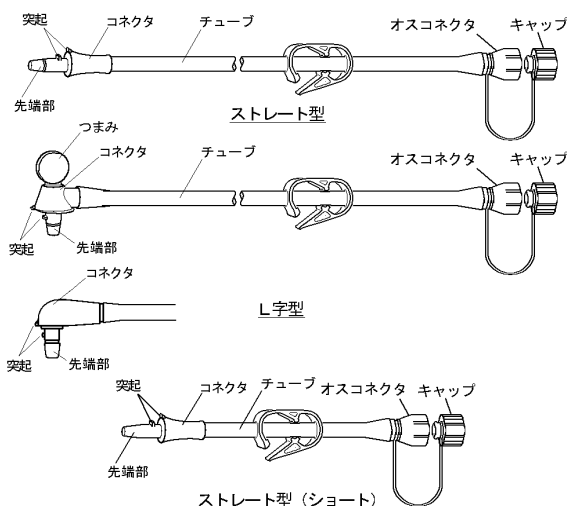 突起 コネクタ チューブ オスコネクタ キャップ
先端部
ストレート型
つまみ
コネクタ チューブ オスコネクタ キャップ
突起 先端部
コネクタ
L字型
突起 先端部
突起 コネクタ チューブ オスコネクタ キャップ
先端部
ストレート型(ショート)